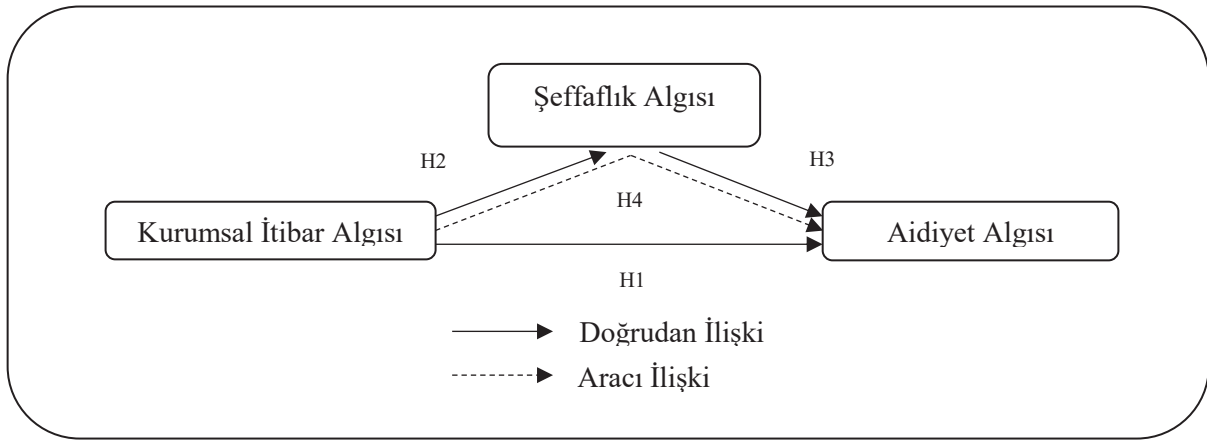 Şeffaflık Algısı
H2
H3
H4
Kurumsal İtibar Algısı
Aidiyet Algısı
H1
Doğrudan İlişki
Aracı İlişki